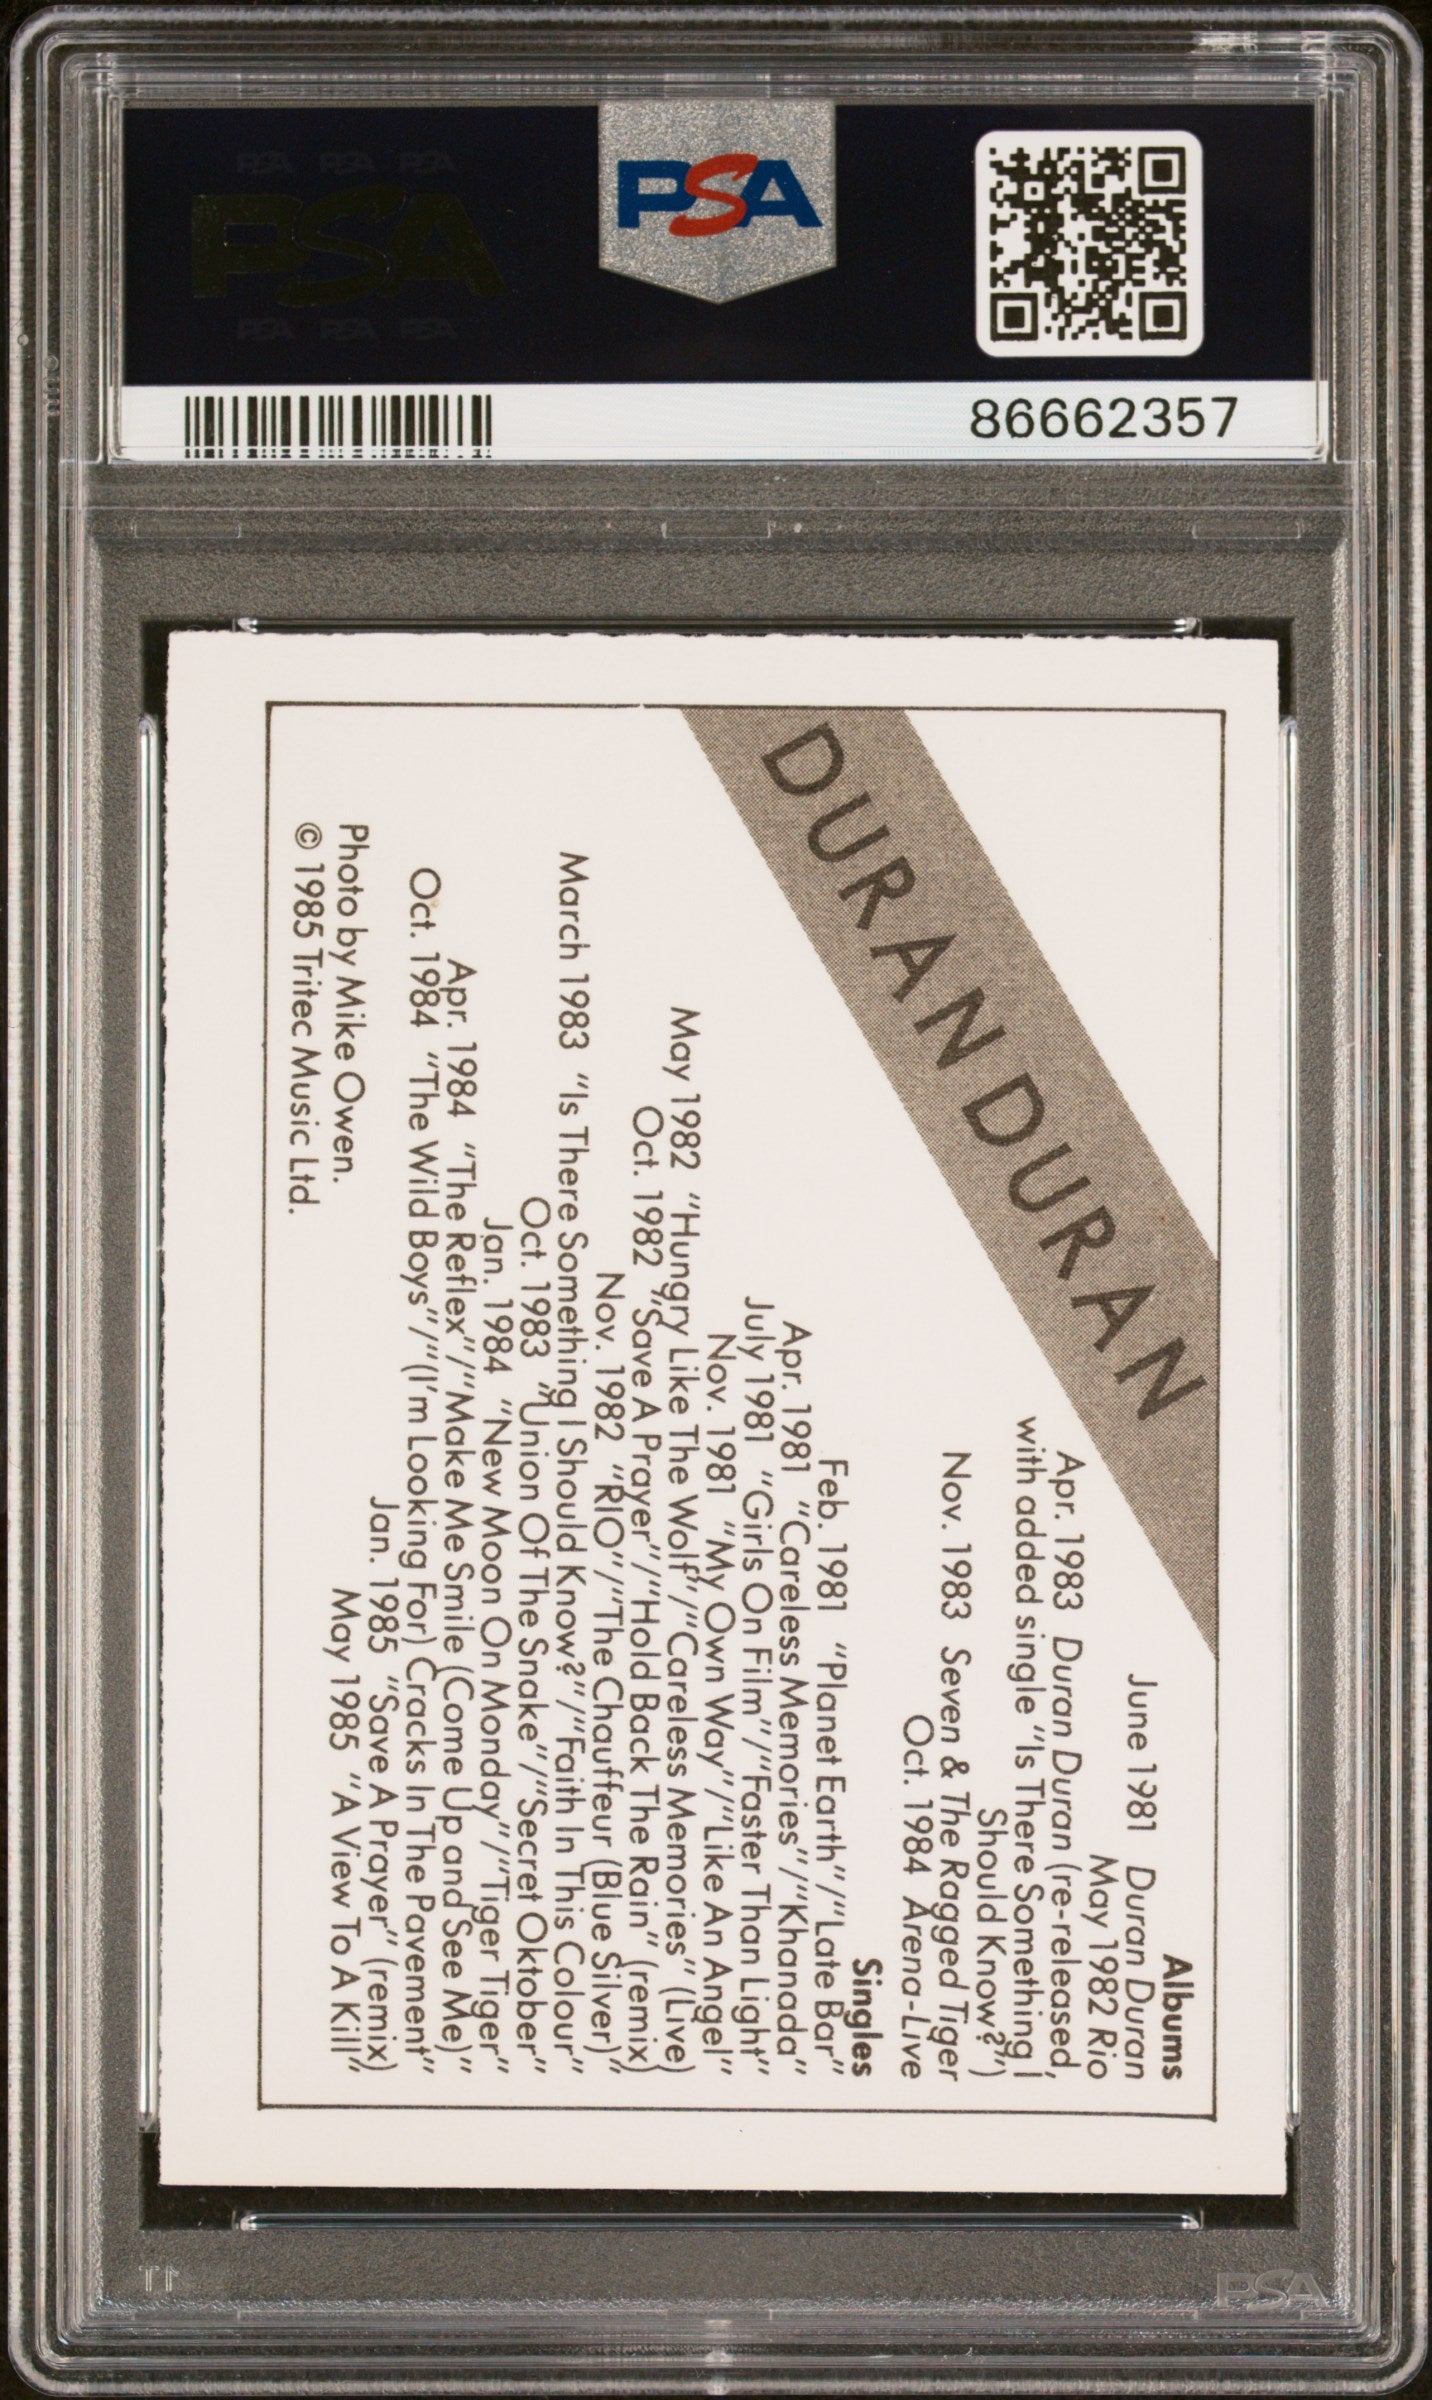 PSA PSA PSA
PSA
PSA PSA PSA
PSA
86662357
DURAN DURAN
Albums
June 1981 Duran Duran
May 1982 Rio
Apr. 1983 Duran Duran (re-released,
with added single "Is There Something I
Should Know?")
Nov. 1983 Seven & The Ragged Tiger
Oct. 1984 Arena-Live
Singles
Feb. 1981 "Planet Earth"/"Late Bar"
Apr. 1981 "Careless Memories"/"Khanada"
July 1981 "Girls On Film"/"Faster Than Light"
Nov. 1981 "My Own Way"/"Like An Angel"
May 1982 "Hungry Like The Wolf"/"Careless Memories" (Live)
Oct. 1982 "Save A Prayer"/"Hold Back The Rain" (remix)
Nov. 1982 "RIO"/"The Chauffeur (Blue Silver)"
March 1983 "Is There Something I Should Know?"/"Faith In This Colour"
Oct. 1983 "Union Of The Snake"/"Secret Oktober"
Jan. 1984 "New Moon On Monday"/"Tiger Tiger"
Apr. 1984 "The Reflex"/"Make Me Smile (Come Up and See Me)"
Oct. 1984 "The Wild Boys"/"(I'm Looking For) Cracks In The Pavement"
Jan. 1985 "Save A Prayer" (remix)
May 1985 "A View To A Kill"
Photo by Mike Owen.
© 1985 Tritec Music Ltd.
PSA